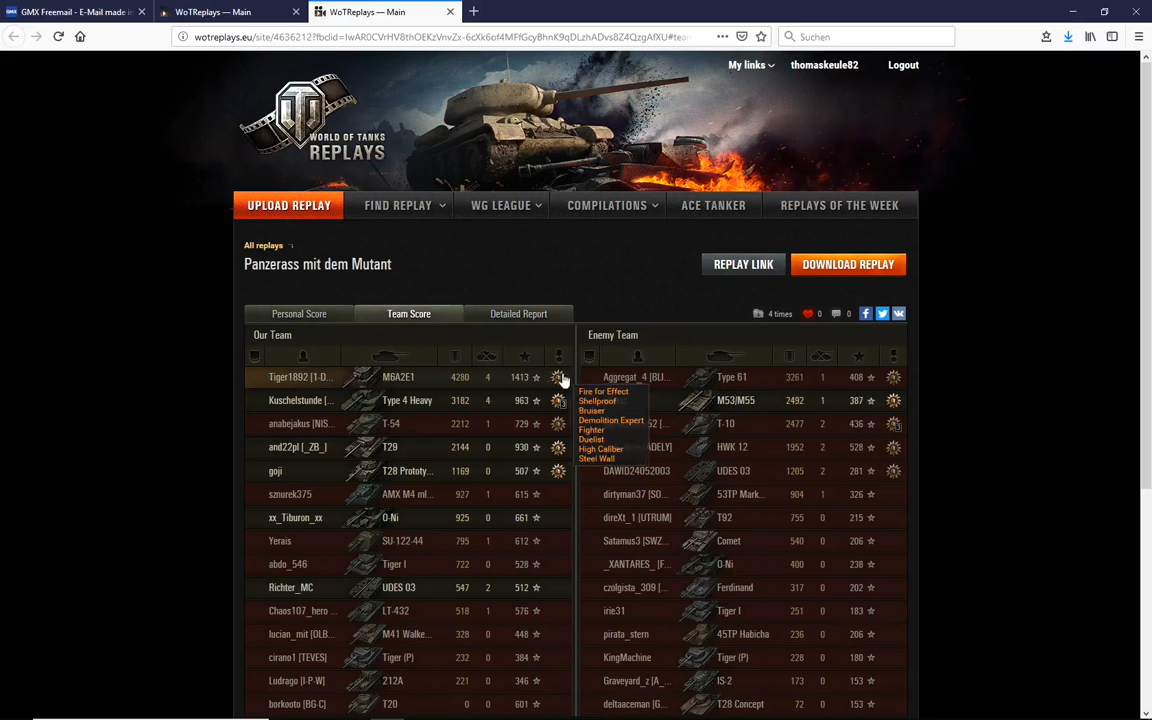 GMX Freemail - E-Mail made in
WoTReplays — Main
WoTReplays — Main
wotreplays.eu/site/4636212?fbclid=IwAR0CVrHV8thOEKzVnvZx-6cXk6of4MFfGcyBhnK9qDLzhADvs8Z4QzgAfXU#team
Suchen
My links
thomaskeule82
Logout
WORLD OF TANKS
REPLAYS
UPLOAD REPLAY
FIND REPLAY
WG LEAGUE
COMPILATIONS
ACE TANKER
REPLAYS OF THE WEEK
All replays
Panzerass mit dem Mutant
REPLAY LINK
DOWNLOAD REPLAY
Personal Score
Team Score
Detailed Report
4 times
0
0
Our Team
Enemy Team
Tiger1892 [1-D... M6A2E1 4280 4 1413 Aggregat_4 [BLI... Type 61 3261 1 408
Fire for Effect
Shellproof
Bruiser
Demolition Expert
Fighter
Duelist
High Caliber
Steel Wall
Kuschelstunde [... Type 4 Heavy 3182 4 963 3 M53/M55 2492 1 387
anabejakus [NIS... T-54 2212 1 729 T-10 2477 2 436 3
and22pl [_ZB_] T29 2144 0 930 HWK 12 1952 2 528
goji T28 Prototy... 1169 0 507 DAWID24052003 UDES 03 1205 2 281
sznurek375 AMX M4 ml... 927 1 615 dirtyman37 [SO... 53TP Mark... 904 1 326
xx_Tiburon_xx O-Ni 925 0 661 direXt_1 [UTRUM] T92 755 0 215
Yerais SU-122-44 795 1 612 Satamus3 [SWZ... Comet 540 0 206
abdo_546 Tiger I 722 0 528 _XANTARES_ [F... O-Ni 400 0 238
Richter_MC UDES 03 547 2 512 czolgista_309 [... Ferdinand 317 0 202
Chaos107_hero ... LT-432 518 1 576 irie31 Tiger I 251 0 183
lucian_mit [OLB... M41 Walke... 328 0 448 pirata_stern 45TP Habicha 236 0 206
cirano1 [TEVES] Tiger (P) 232 0 384 KingMachine Tiger (P) 228 0 180
Ludrago [I-P-W] 212A 221 0 346 Graveyard_z [A_... IS-2 173 0 153
borkooto [BG-C] T20 0 0 601 deltaaceman [G... T28 Concept 72 0 153